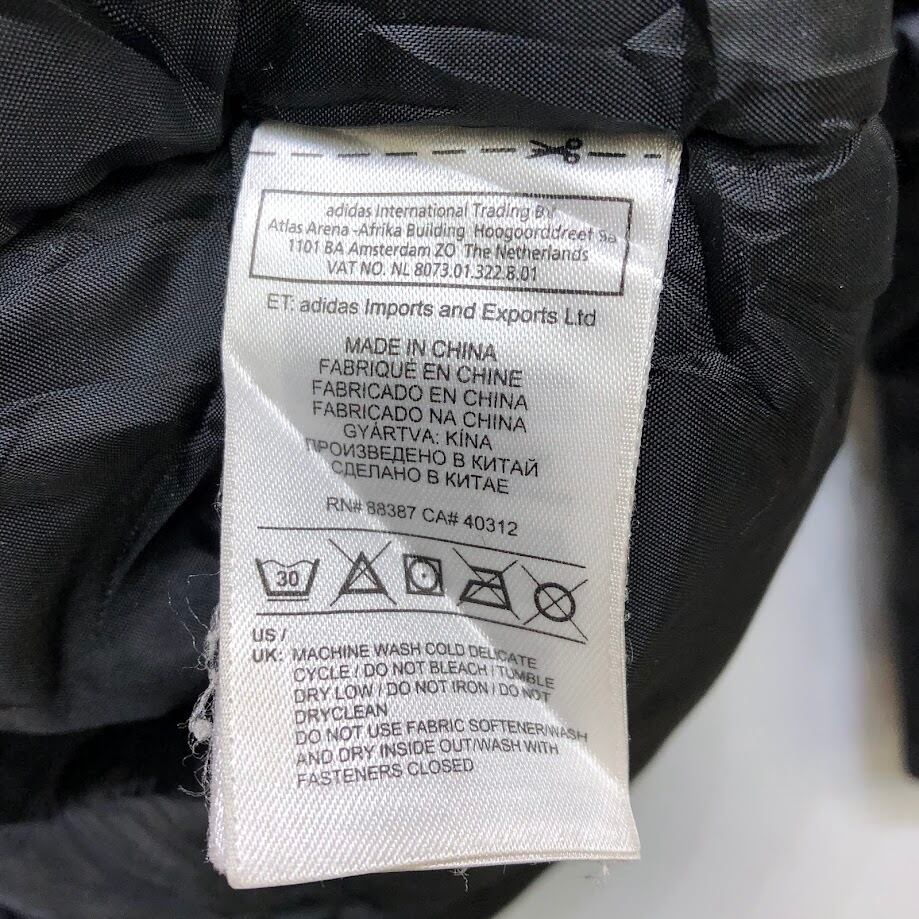 adidas International Trading BV
Atlas Arena -Afrika Building Hoogoorddreef 9a
1101 BA Amsterdam ZO The Netherlands
VAT NO. NL 8073.01.322.B.01
ET: adidas Imports and Exports Ltd
MADE IN CHINA
FABRIQUÉ EN CHINE
FABRICADO EN CHINA
FABRICADO NA CHINA
GYÁRTVA: KÍNA
ПРОИЗВЕДЕНО В КИТАЙ
СДЕЛАНО В КИТАЕ
RN# 88387 CA# 40312
30
US /
UK: MACHINE WASH COLD DELICATE
CYCLE / DO NOT BLEACH / TUMBLE
DRY LOW / DO NOT IRON / DO NOT
DRYCLEAN
DO NOT USE FABRIC SOFTENER/WASH
AND DRY INSIDE OUT/WASH WITH
FASTENERS CLOSED